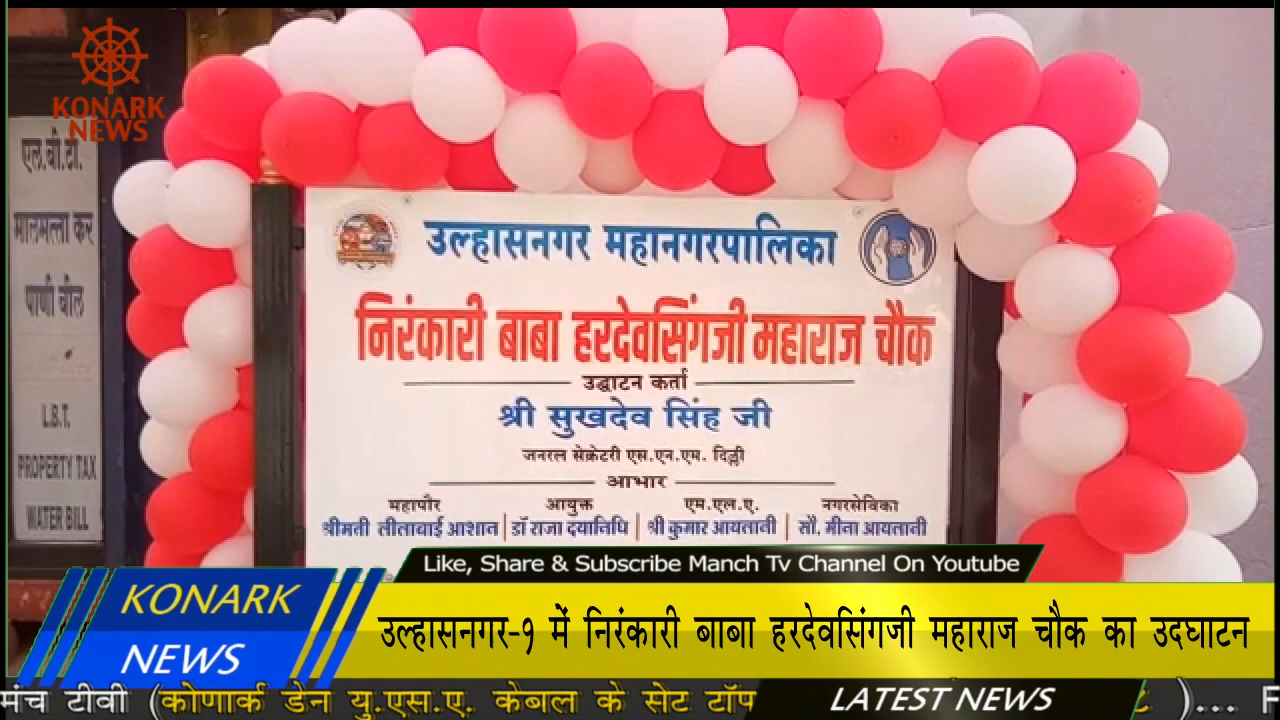 KONARK
NEWS
एल.बी.टी.
मालमत्ता कर
पाणी बील
L.B.T.
PROPERTY TAX
WATER BILL
उल्हासनगर महानगरपालिका
निरंकारी बाबा हरदेवसिंगजी महाराज चौक
उद्घाटन कर्ता
श्री सुखदेव सिंह जी
जनरल सेक्रेटरी एस.एन.एम. दिल्ली
आभार
महापौर आयुक्त एम.एल.ए. नगरसेविका
श्रीमती लीलाबाई आशान डॉ राजा दयानिधि श्री कुमार आयलानी सौ. मीना आयलानी
Like, Share & Subscribe Manch Tv Channel On Youtube
KONARK
NEWS
उल्हासनगर-१ में निरंकारी बाबा हरदेवसिंगजी महाराज चौक का उदघाटन
मंच टीवी (कोणार्क डेन यु.एस.ए. केबल के सेट टॉप
LATEST NEWS
)... F